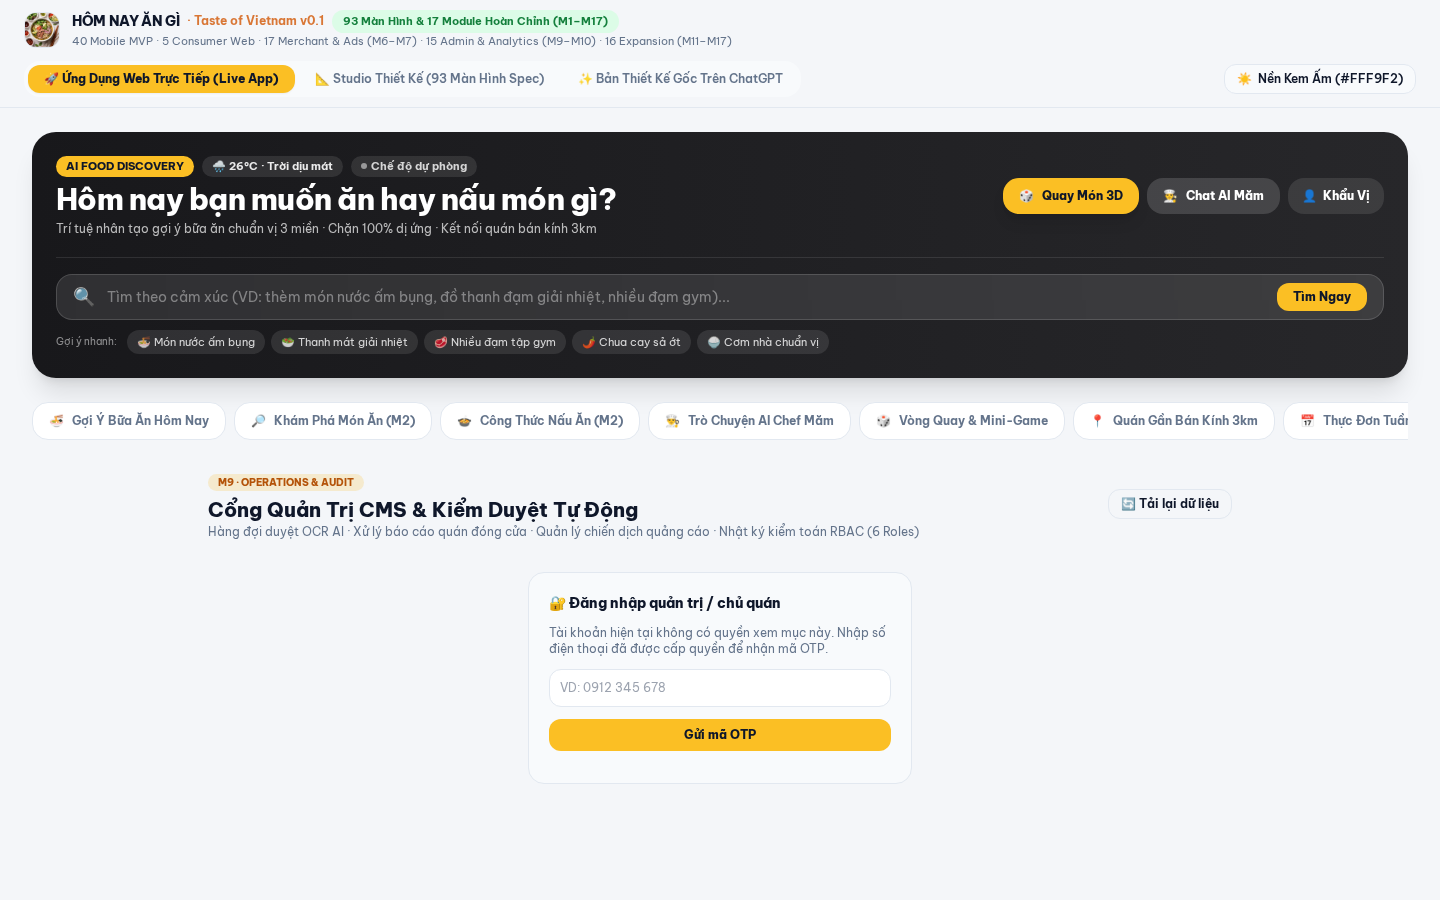 HÔM NAY ĂN GÌ · Taste of Vietnam v0.1 93 Màn Hình & 17 Module Hoàn Chỉnh (M1–M17)
40 Mobile MVP · 5 Consumer Web · 17 Merchant & Ads (M6–M7) · 15 Admin & Analytics (M9–M10) · 16 Expansion (M11–M17)
🚀 Ứng Dụng Web Trực Tiếp (Live App) 📐 Studio Thiết Kế (93 Màn Hình Spec) ✨ Bản Thiết Kế Gốc Trên ChatGPT ☀️ Nền Kem Ấm (#FFF9F2)
AI FOOD DISCOVERY 🌧️ 26°C · Trời dịu mát Chế độ dự phòng
Hôm nay bạn muốn ăn hay nấu món gì?
🎲 Quay Món 3D 👨‍🍳 Chat AI Măm 👤 Khẩu Vị
Trí tuệ nhân tạo gợi ý bữa ăn chuẩn vị 3 miền · Chặn 100% dị ứng · Kết nối quán bán kính 3km
🔍 Tìm theo cảm xúc (VD: thèm món nước ấm bụng, đồ thanh đạm giải nhiệt, nhiều đạm gym)... Tìm Ngay
Gợi ý nhanh: 🍜 Món nước ấm bụng 🥗 Thanh mát giải nhiệt 🥩 Nhiều đạm tập gym 🌶️ Chua cay sả ớt 🍚 Cơm nhà chuẩn vị
🍜 Gợi Ý Bữa Ăn Hôm Nay 🔎 Khám Phá Món Ăn (M2) 🍲 Công Thức Nấu Ăn (M2) 👨‍🍳 Trò Chuyện AI Chef Măm 🎲 Vòng Quay & Mini-Game 📍 Quán Gần Bán Kính 3km 📅 Thực Đơn Tuần
M9 · OPERATIONS & AUDIT
Cổng Quản Trị CMS & Kiểm Duyệt Tự Động
🔄 Tải lại dữ liệu
Hàng đợi duyệt OCR AI · Xử lý báo cáo quán đóng cửa · Quản lý chiến dịch quảng cáo · Nhật ký kiểm toán RBAC (6 Roles)
🔐 Đăng nhập quản trị / chủ quán
Tài khoản hiện tại không có quyền xem mục này. Nhập số
điện thoại đã được cấp quyền để nhận mã OTP.
VD: 0912 345 678
Gửi mã OTP